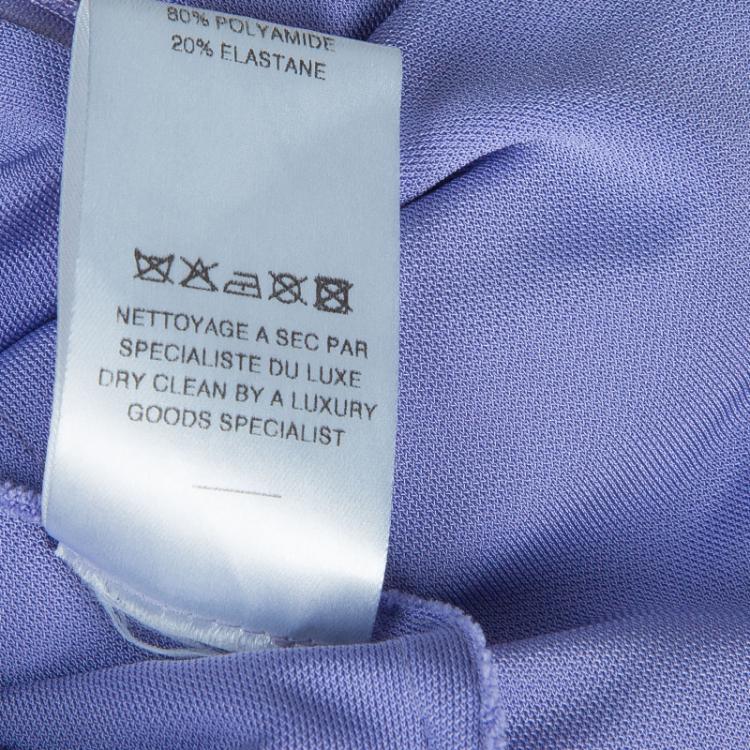 80% POLYAMIDE
20% ELASTANE
NETTOYAGE A SEC PAR
SPECIALISTE DU LUXE
DRY CLEAN BY A LUXURY
GOODS SPECIALIST